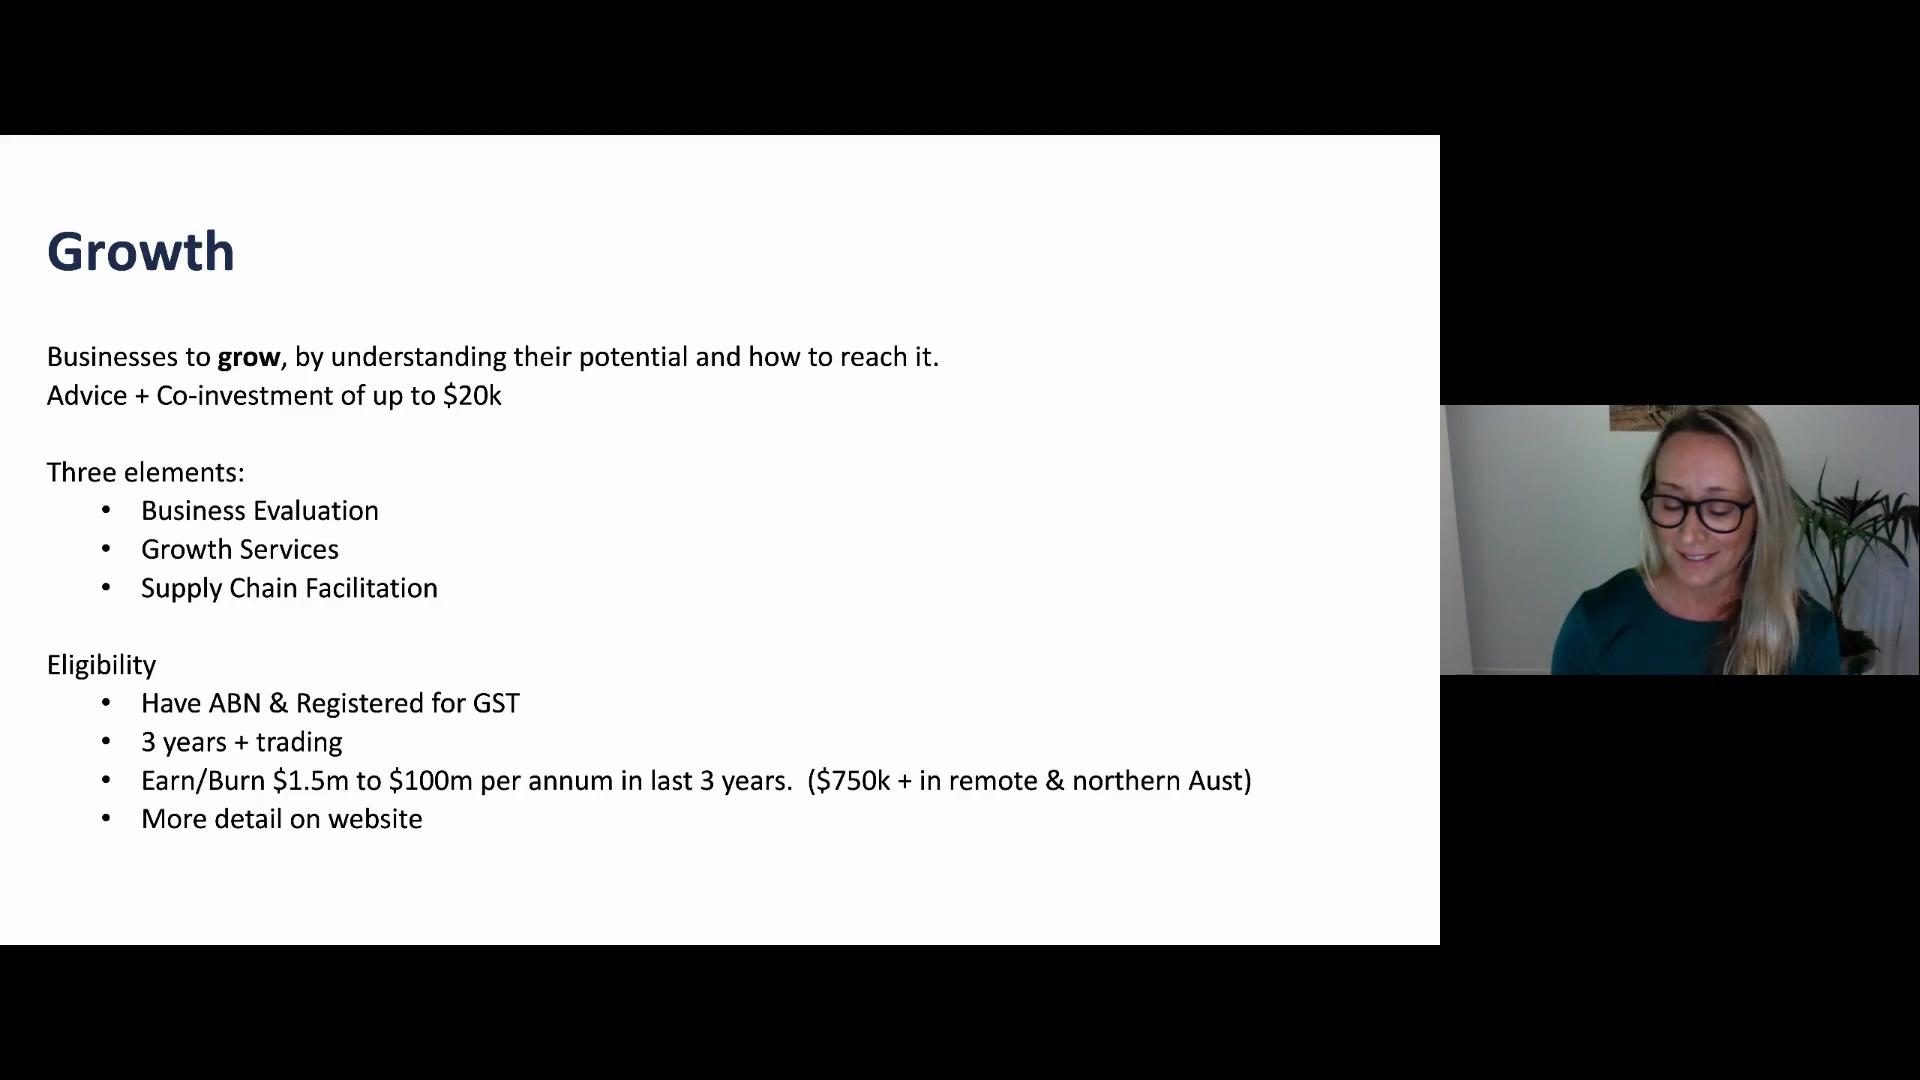 Growth
Businesses to grow, by understanding their potential and how to reach it.
Advice + Co-investment of up to $20k
Three elements:
• Business Evaluation
• Growth Services
• Supply Chain Facilitation
Eligibility
• Have ABN & Registered for GST
• 3 years + trading
• Earn/Burn $1.5m to $100m per annum in last 3 years.  ($750k + in remote & northern Aust)
• More detail on website